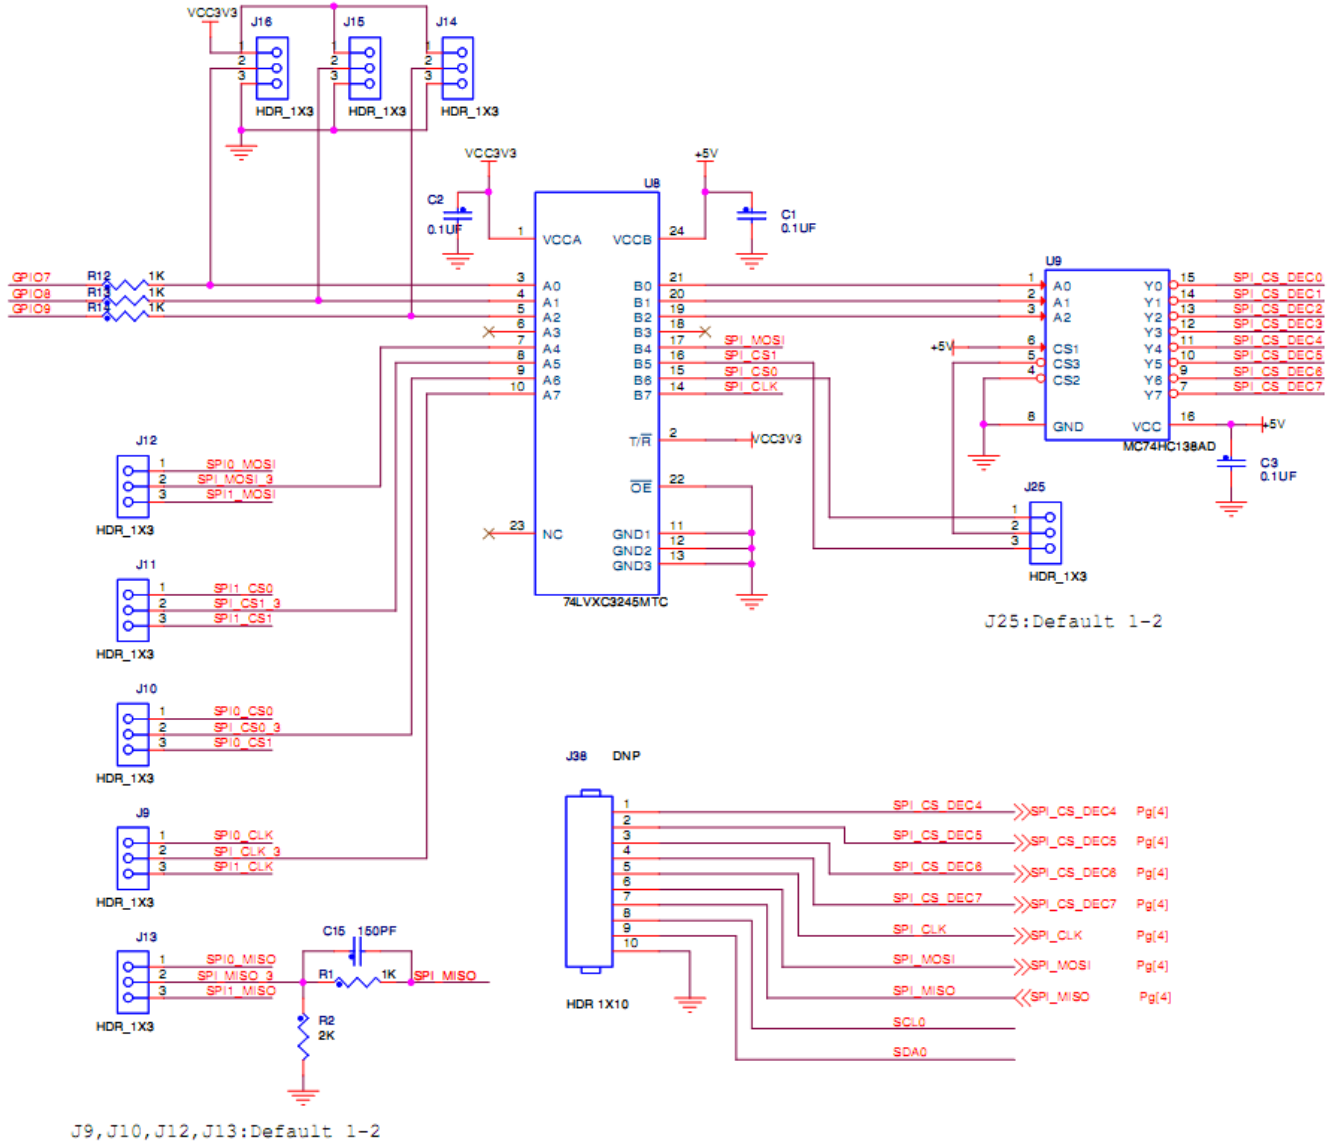 VCC3V3 J16 J15 J14
1 1 1
2 2 2
3 3 3
HDR_1X3 HDR_1X3 HDR_1X3
VCC3V3 +5V
U8
C2 0.1UF
C1 0.1UF
1 VCCA VCCB 24
GPIO7 R12 1K
GPIO8 R13 1K
GPIO9 R14 1K
3 A0 B0 21
4 A1 B1 20
5 A2 B2 19
6 A3 B3 18
7 A4 B4 17 SPI_MOSI
8 A5 B5 16 SPI_CS1
9 A6 B6 15 SPI_CS0
10 A7 B7 14 SPI_CLK
T/R 2 VCC3V3
OE 22
23 NC GND1 11
GND2 12
GND3 13
74LVXC3245MTC
U9
1 A0 Y0 15 SPI_CS_DEC0
2 A1 Y1 14 SPI_CS_DEC1
3 A2 Y2 13 SPI_CS_DEC2
Y3 12 SPI_CS_DEC3
+5V 6 CS1 Y4 11 SPI_CS_DEC4
5 CS3 Y5 10 SPI_CS_DEC5
4 CS2 Y6 9 SPI_CS_DEC6
Y7 7 SPI_CS_DEC7
8 GND VCC 16 +5V
MC74HC138AD
C3
0.1UF
J25
1
2
3
HDR_1X3
J25:Default 1-2
J12
1 SPI0_MOSI
2 SPI_MOSI_3
3 SPI1_MOSI
HDR_1X3
J11
1 SPI1_CS0
2 SPI_CS1_3
3 SPI1_CS1
HDR_1X3
J10
1 SPI0_CS0
2 SPI_CS0_3
3 SPI0_CS1
HDR_1X3
J9
1 SPI0_CLK
2 SPI_CLK_3
3 SPI1_CLK
HDR_1X3
J13
1 SPI0_MISO
2 SPI_MISO_3
3 SPI1_MISO
HDR_1X3
C15 150PF
R1 1K SPI_MISO
R2
2K
J9,J10,J12,J13:Default 1-2
J38 DNP
1 SPI_CS_DEC4 SPI_CS_DEC4 Pg[4]
2 SPI_CS_DEC5 SPI_CS_DEC5 Pg[4]
3 SPI_CS_DEC6 SPI_CS_DEC6 Pg[4]
4 SPI_CS_DEC7 SPI_CS_DEC7 Pg[4]
5 SPI_CLK SPI_CLK Pg[4]
6 SPI_MOSI SPI_MOSI Pg[4]
7 SPI_MISO SPI_MISO Pg[4]
8 SCL0
9 SDA0
10
HDR 1X10